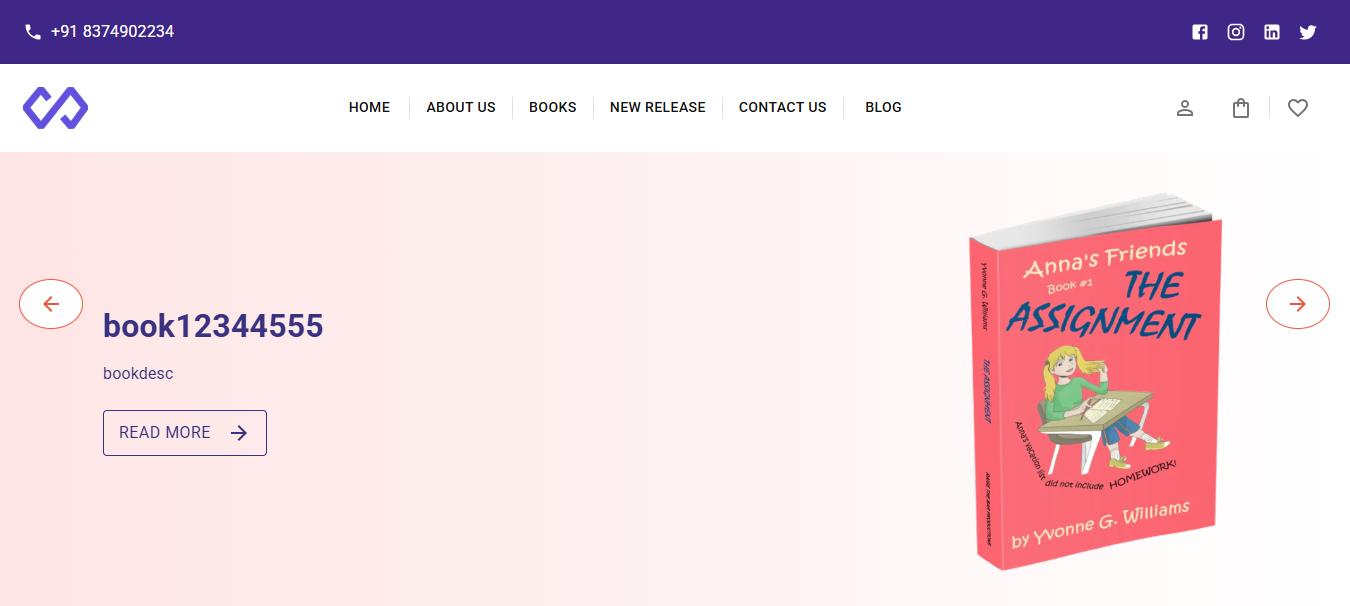 +91 8374902234
HOME ABOUT US BOOKS NEW RELEASE CONTACT US BLOG
book12344555
bookdesc
READ MORE
Anna's Friends
Book #1
THE
ASSIGNMENT
Anna's vacation list
did not include HOMEWORK!
by Yvonne G. Williams
Yvonne G. Williams
THE ASSIGNMENT